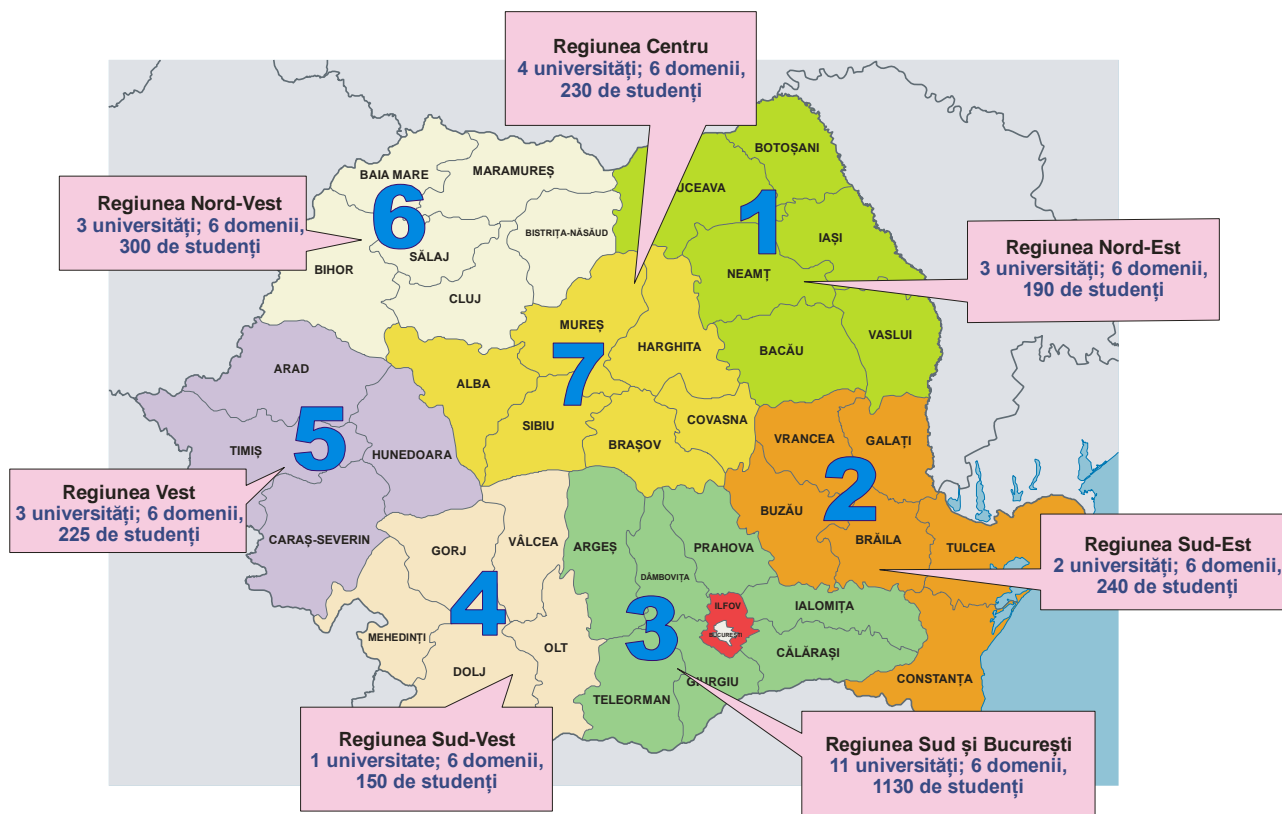 Regiunea Centru
4 universități; 6 domenii,
230 de studenți
Regiunea Nord-Vest
3 universități; 6 domenii,
300 de studenți
Regiunea Nord-Est
3 universități; 6 domenii,
190 de studenți
Regiunea Vest
3 universități; 6 domenii,
225 de studenți
Regiunea Sud-Est
2 universități; 6 domenii,
240 de studenți
Regiunea Sud-Vest
1 universitate; 6 domenii,
150 de studenți
Regiunea Sud și București
11 universități; 6 domenii,
1130 de studenți
BAIA MARE
MARAMUREȘ
6
BISTRIȚA-NĂSĂUD
SĂLAJ
BIHOR
CLUJ
BOTOȘANI
UCEAVA
1
IAȘI
NEAMȚ
VASLUI
BACĂU
MUREȘ
HARGHITA
7
ALBA
SIBIU
COVASNA
BRAȘOV
ARAD
5
TIMIȘ
HUNEDOARA
CARAȘ-SEVERIN
VRANCEA
GALAȚI
2
BUZĂU
BRĂILA
TULCEA
CONSTANȚA
GORJ
VÂLCEA
4
MEHEDINȚI
OLT
DOLJ
ARGEȘ
PRAHOVA
DÂMBOVIȚA
3
ILFOV
BUCUREȘTI
IALOMIȚA
CĂLĂRAȘI
GIURGIU
TELEORMAN